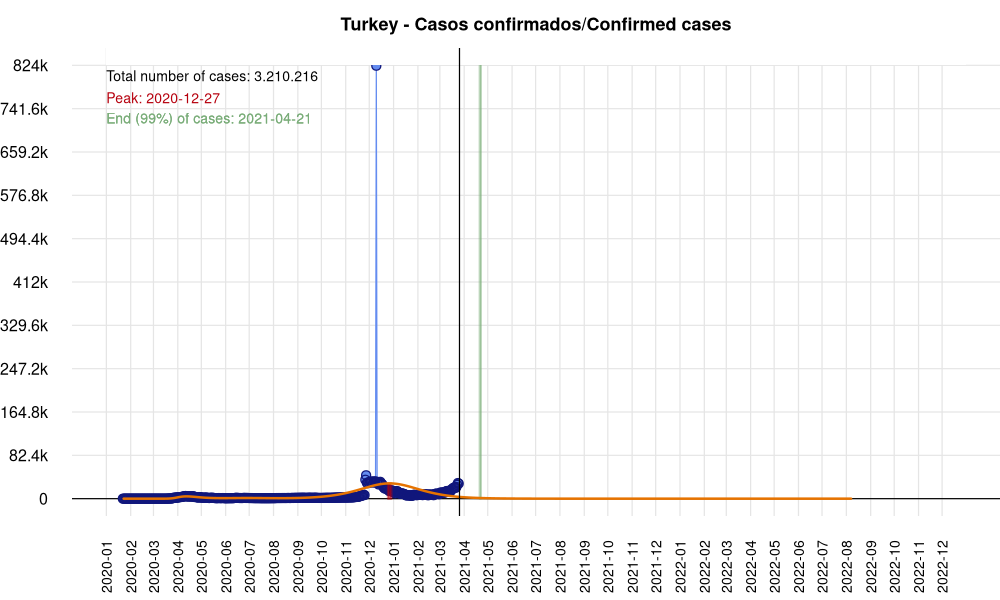 Turkey - Casos confirmados/Confirmed cases
824k
741.6k
659.2k
576.8k
494.4k
412k
329.6k
247.2k
164.8k
82.4k
0
Total number of cases: 3.210.216
Peak: 2020-12-27
End (99%) of cases: 2021-04-21
2020-01
2020-02
2020-03
2020-04
2020-05
2020-06
2020-07
2020-08
2020-09
2020-10
2020-11
2020-12
2021-01
2021-02
2021-03
2021-04
2021-05
2021-06
2021-07
2021-08
2021-09
2021-10
2021-11
2021-12
2022-01
2022-02
2022-03
2022-04
2022-05
2022-06
2022-07
2022-08
2022-09
2022-10
2022-11
2022-12